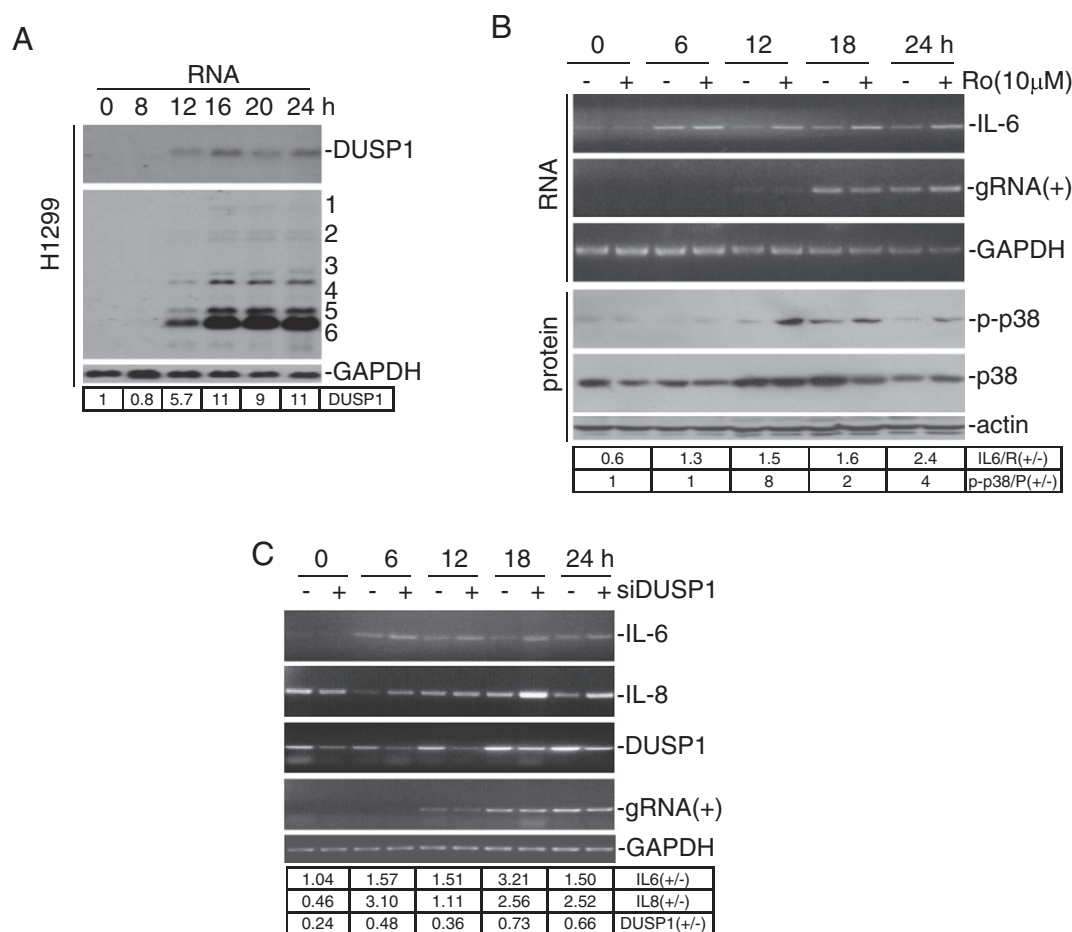 A
RNA
0 8 12 16 20 24 h
H1299
-DUSP1
1
2
3
4
5
6
-GAPDH
1 0.8 5.7 11 9 11 DUSP1
B
0 6 12 18 24 h
- + - + - + - + - + Ro(10μM)
RNA
-IL-6
-gRNA(+)
-GAPDH
protein
-p-p38
-p38
-actin
0.6 1.3 1.5 1.6 2.4 IL6/R(+/-)
1 1 8 2 4 p-p38/P(+/-)
C
0 6 12 18 24 h
- + - + - + - + - + siDUSP1
-IL-6
-IL-8
-DUSP1
-gRNA(+)
-GAPDH
1.04 1.57 1.51 3.21 1.50 IL6(+/-)
0.46 3.10 1.11 2.56 2.52 IL8(+/-)
0.24 0.48 0.36 0.73 0.66 DUSP1(+/-)